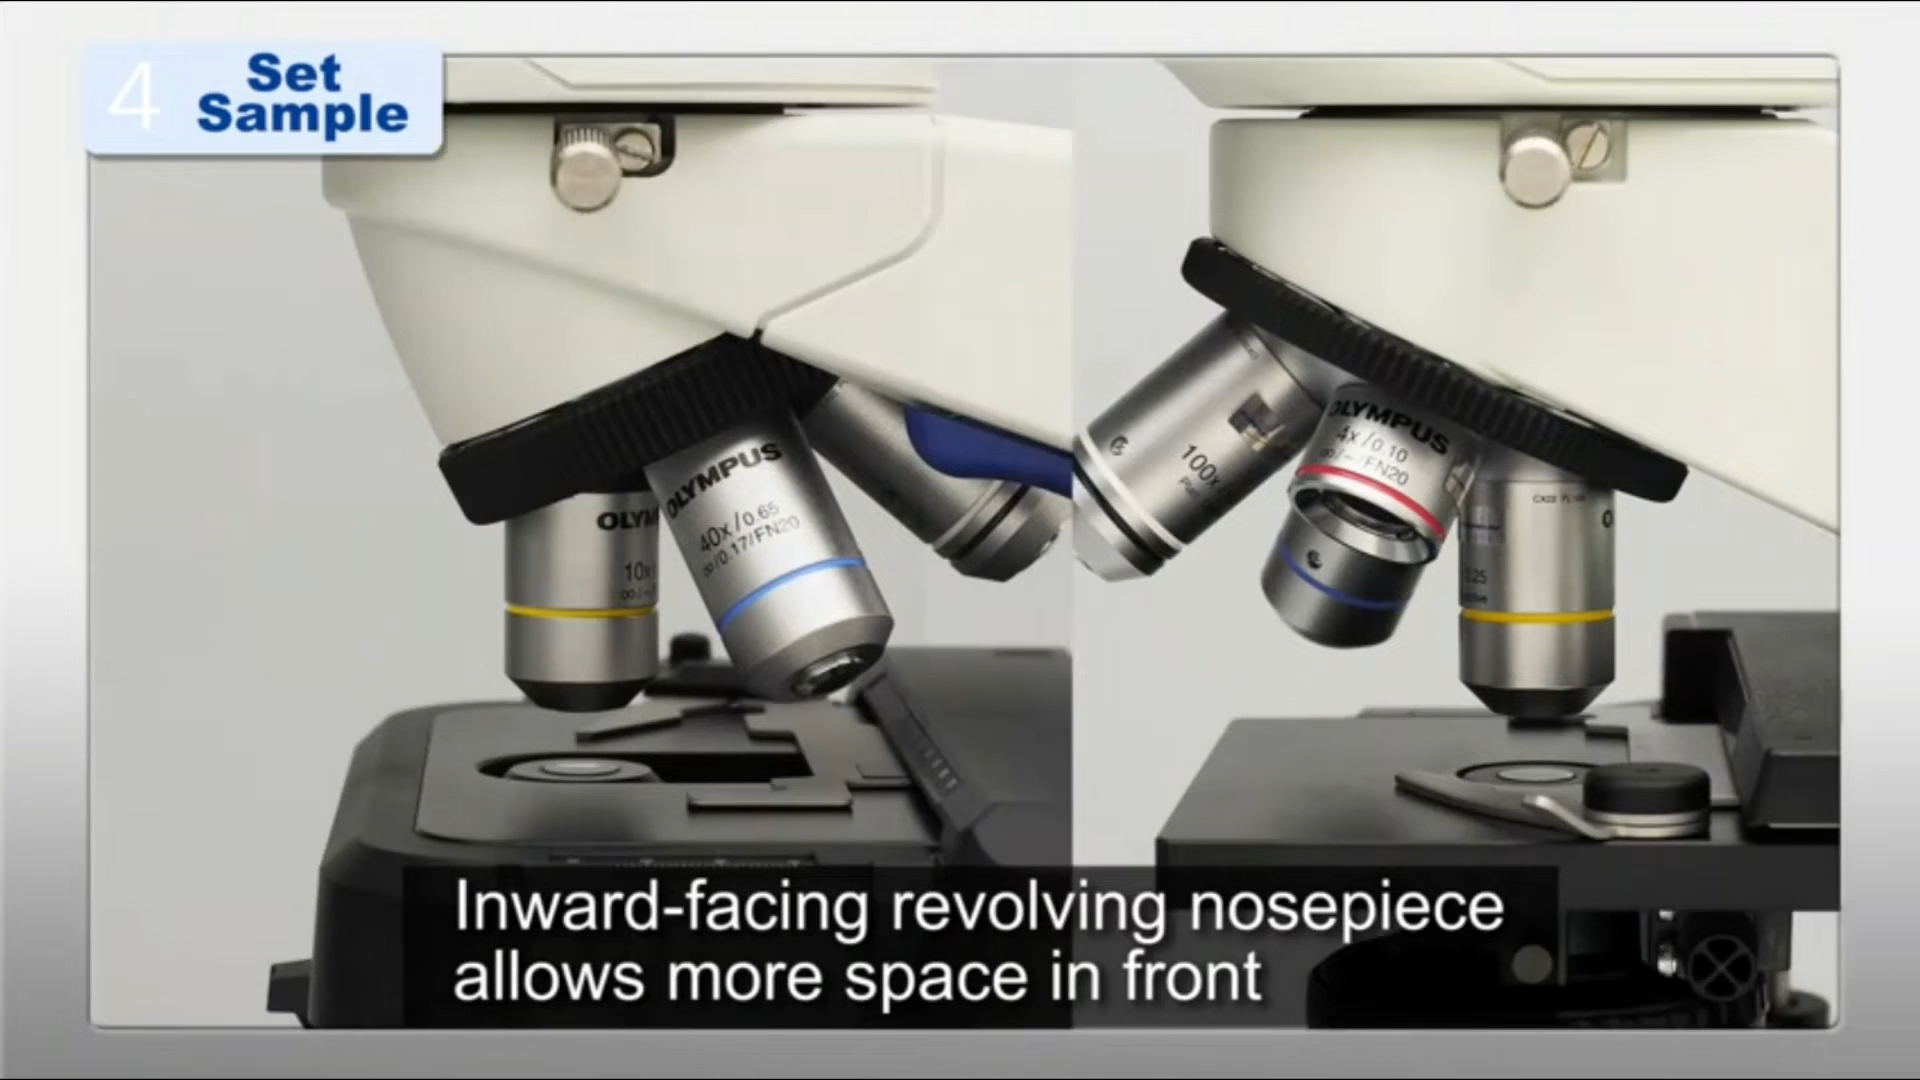 4
Set
Sample
OLYMPUS
40x/0.65
∞/0.17/FN20
10x
100x
OLYMPUS
4x/0.10
∞/-/FN20
Inward-facing revolving nosepiece
allows more space in front